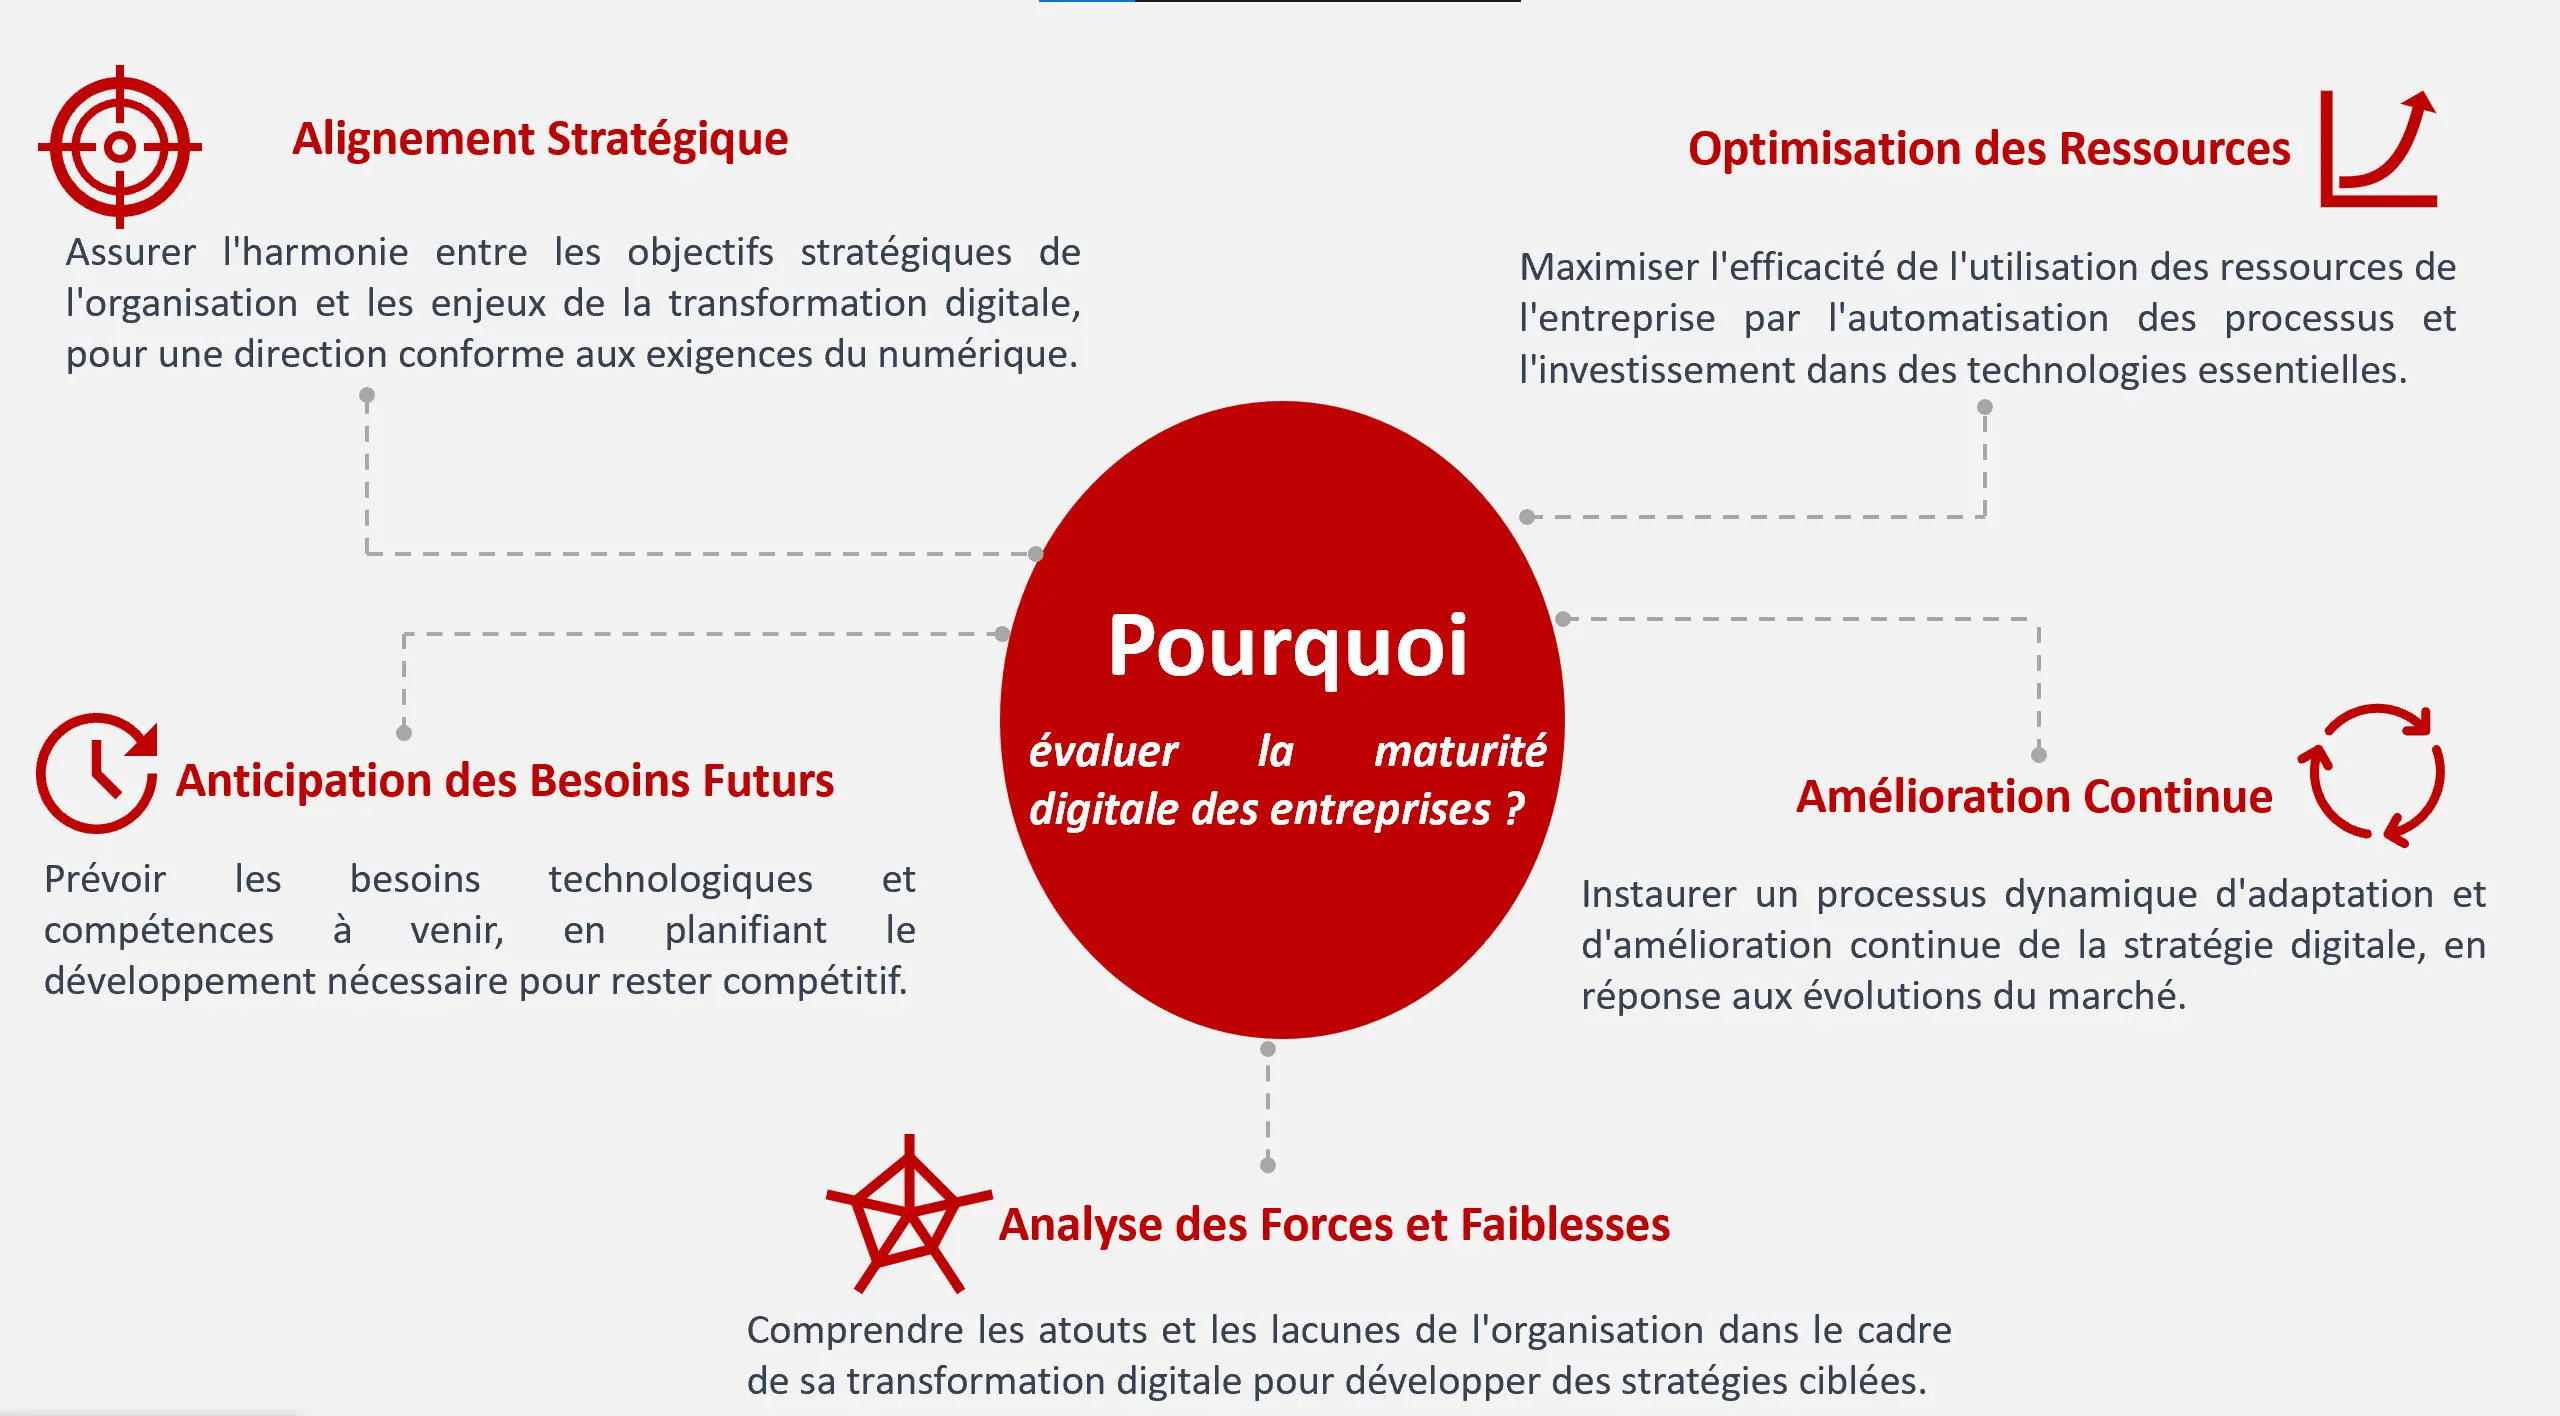 Alignement Stratégique
Assurer l'harmonie entre les objectifs stratégiques de
l'organisation et les enjeux de la transformation digitale,
pour une direction conforme aux exigences du numérique.
Optimisation des Ressources
Maximiser l'efficacité de l'utilisation des ressources de
l'entreprise par l'automatisation des processus et
l'investissement dans des technologies essentielles.
Pourquoi
évaluer la maturité
digitale des entreprises ?
Anticipation des Besoins Futurs
Prévoir les besoins technologiques et
compétences à venir, en planifiant le
développement nécessaire pour rester compétitif.
Amélioration Continue
Instaurer un processus dynamique d'adaptation et
d'amélioration continue de la stratégie digitale, en
réponse aux évolutions du marché.
Analyse des Forces et Faiblesses
Comprendre les atouts et les lacunes de l'organisation dans le cadre
de sa transformation digitale pour développer des stratégies ciblées.